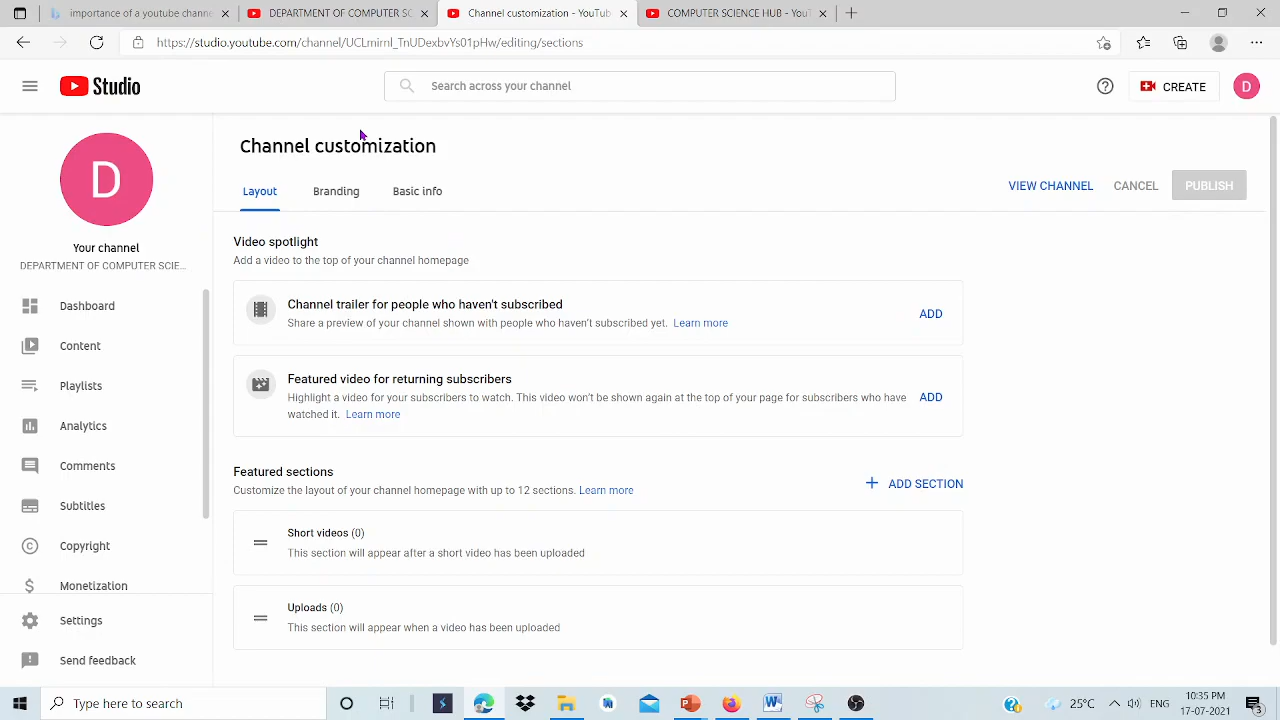 importance of youtube channe
DEPARTMENT OF COMPUTER SC
Channel customization - YouTub
COMPUTER SCIENCE HUB - You
https://studio.youtube.com/channel/UCLmirnI_TnUDexbvYs01pHw/editing/sections
Studio
Search across your channel
CREATE
D
D
Channel customization
Layout
Branding
Basic info
VIEW CHANNEL
CANCEL
PUBLISH
Your channel
DEPARTMENT OF COMPUTER SCIE...
Dashboard
Content
Playlists
Analytics
Comments
Subtitles
Copyright
Monetization
Settings
Send feedback
Video spotlight
Add a video to the top of your channel homepage
Channel trailer for people who haven't subscribed
Share a preview of your channel shown with people who haven't subscribed yet. Learn more
ADD
Featured video for returning subscribers
Highlight a video for your subscribers to watch. This video won't be shown again at the top of your page for subscribers who have
watched it. Learn more
ADD
Featured sections
Customize the layout of your channel homepage with up to 12 sections. Learn more
ADD SECTION
Short videos (0)
This section will appear after a short video has been uploaded
Uploads (0)
This section will appear when a video has been uploaded
Type here to search
25°C
ENG
10:35 PM
17-07-2021
3